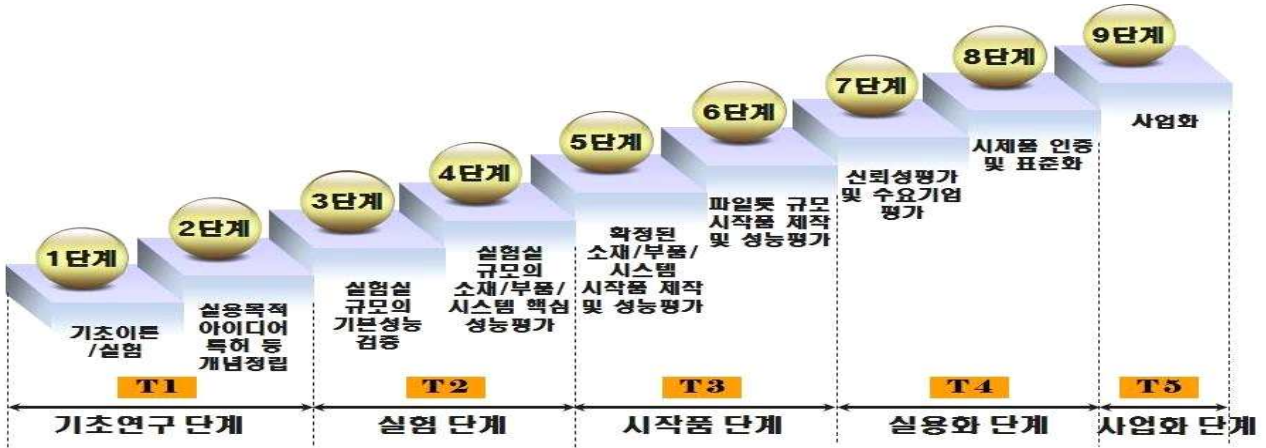 1단계
기초이론
/실험
2단계
실용목적
아이디어
특허 등
개념정립
3단계
실험실
규모의
기본성능
검증
4단계
실험실
규모의
소재/부품/
시스템 핵심
성능평가
5단계
확정된
소재/부품/
시스템
시작품 제작
및 성능평가
6단계
파일롯 규모
시작품 제작
및 성능평가
7단계
신뢰성평가
및 수요기업
평가
8단계
시제품 인증
및 표준화
9단계
사업화
T1
T2
T3
T4
T5
기초연구 단계
실험 단계
시작품 단계
실용화 단계
사업화 단계